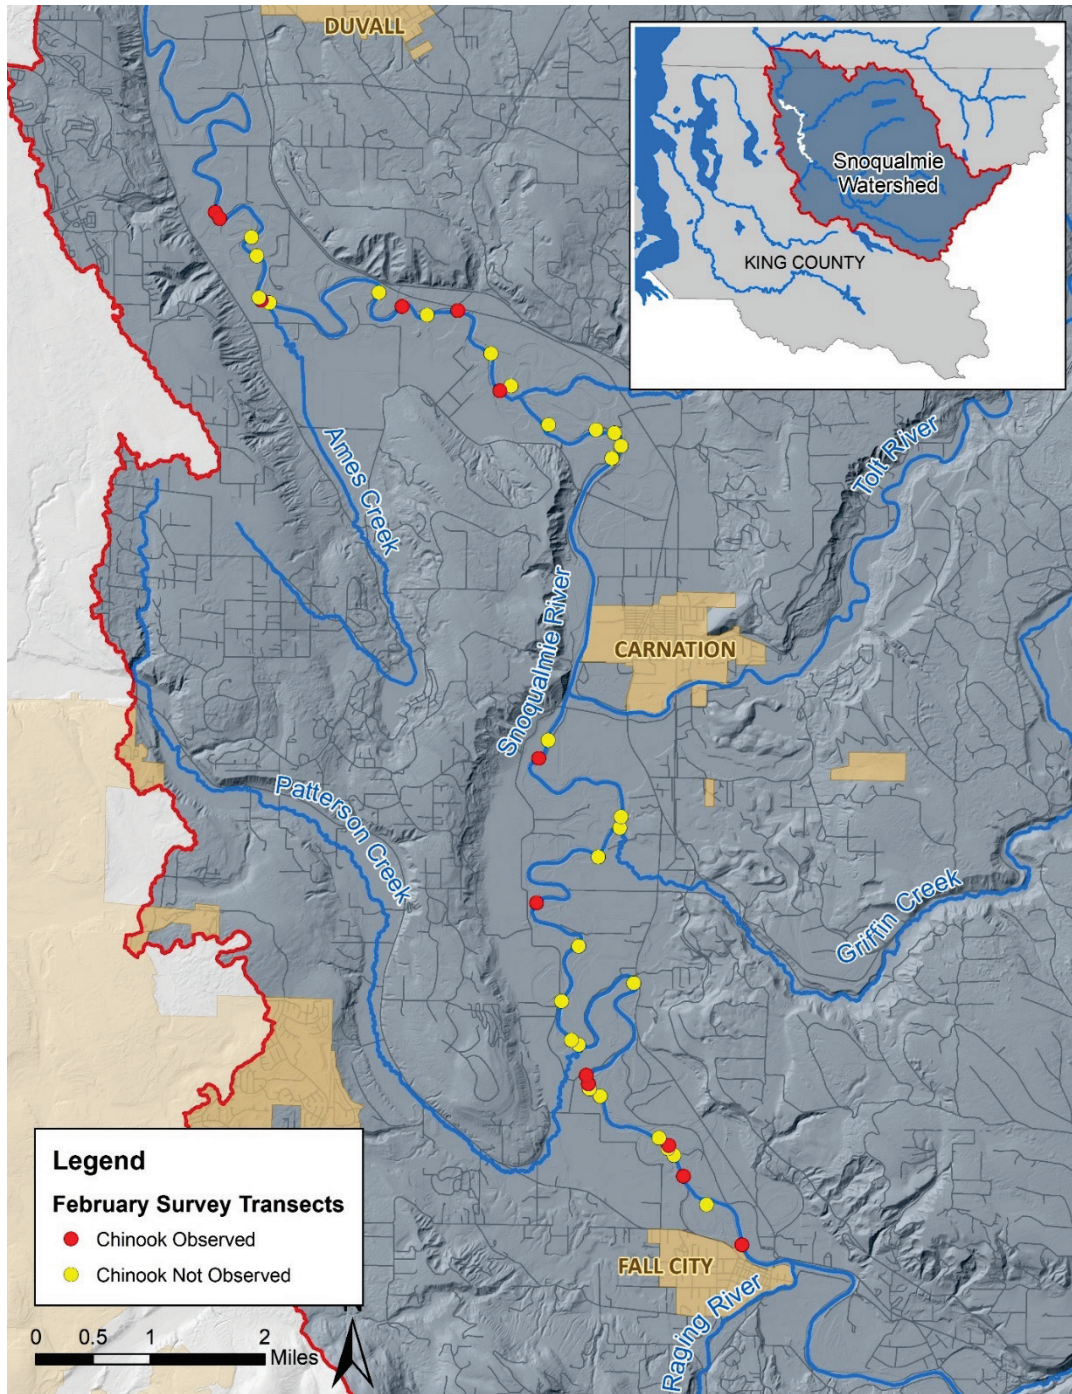 DUVALL
Snoqualmie
Watershed
KING COUNTY
Ames Creek
Tolt River
Snoqualmie River
CARNATION
Patterson Creek
Griffin Creek
FALL CITY
Raging River
Legend
February Survey Transects
Chinook Observed
Chinook Not Observed
0 0.5 1 2
Miles